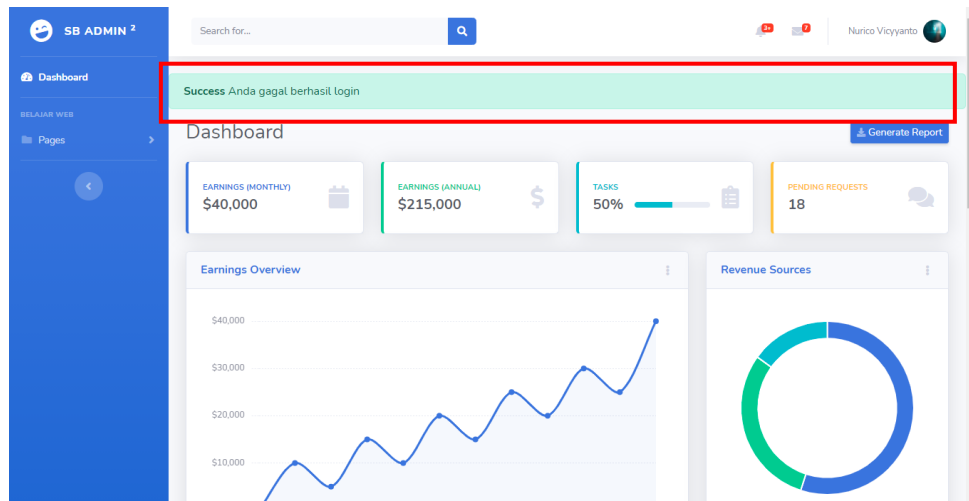 SB ADMIN 2
Search for...
3+
7
Nurico Vicyyanto
Dashboard
Success Anda gagal berhasil login
BELAJAR WEB
Pages
Dashboard
Generate Report
EARNINGS (MONTHLY)
$40,000
EARNINGS (ANNUAL)
$215,000
TASKS
50%
PENDING REQUESTS
18
Earnings Overview
Revenue Sources
$40,000
$30,000
$20,000
$10,000